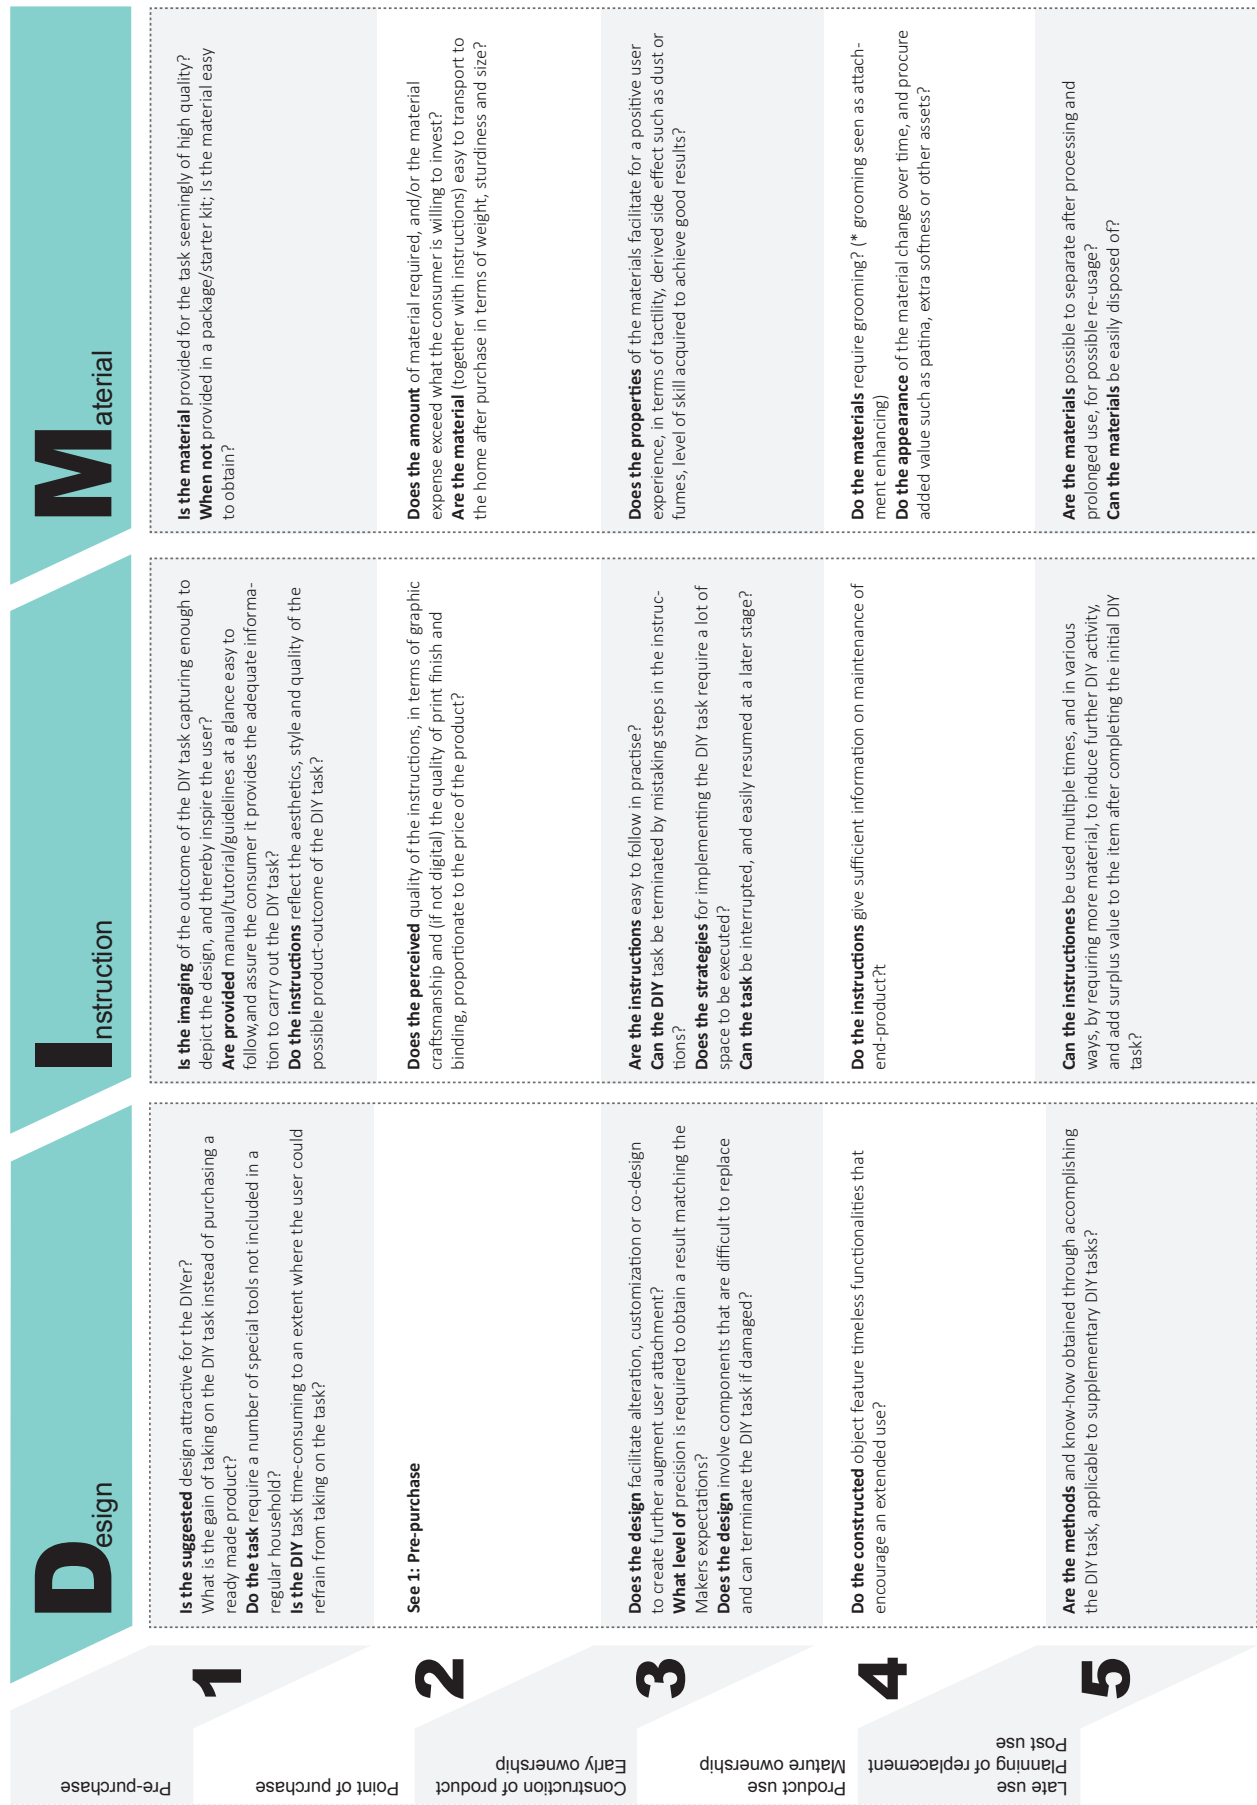 Design
Instruction
Material
Pre-purchase
1
Is the suggested design attractive for the DIYer?
What is the gain of taking on the DIY task instead of purchasing a
ready made product?
Do the task require a number of special tools not included in a
regular household?
Is the DIY task time-consuming to an extent where the user could
refrain from taking on the task?
Is the imaging of the outcome of the DIY task capturing enough to
depict the design, and thereby inspire the user?
Are provided manual/tutorial/guidelines at a glance easy to
follow,and assure the consumer it provides the adequate informa-
tion to carry out the DIY task?
Do the instructions reflect the aesthetics, style and quality of the
possible product-outcome of the DIY task?
Is the material provided for the task seemingly of high quality?
When not provided in a package/starter kit; Is the material easy
to obtain?
Point of purchase
2
See 1: Pre-purchase
Does the perceived quality of the instructions, in terms of graphic
craftsmanship and (if not digital) the quality of print finish and
binding, proportionate to the price of the product?
Does the amount of material required, and/or the material
expense exceed what the consumer is willing to invest?
Are the material (together with instructions) easy to transport to
the home after purchase in terms of weight, sturdiness and size?
Construction of product
Early ownership
3
Does the design facilitate alteration, customization or co-design
to create further augment user attachment?
What level of precision is required to obtain a result matching the
Makers expectations?
Does the design involve components that are difficult to replace
and can terminate the DIY task if damaged?
Are the instructions easy to follow in practise?
Can the DIY task be terminated by mistaking steps in the instruc-
tions?
Does the strategies for implementing the DIY task require a lot of
space to be executed?
Can the task be interrupted, and easily resumed at a later stage?
Does the properties of the materials facilitate for a positive user
experience, in terms of tactility, derived side effect such as dust or
fumes, level of skill acquired to achieve good results?
Product use
Mature ownership
4
Do the constructed object feature timeless functionalities that
encourage an extended use?
Do the instructions give sufficient information on maintenance of
end-product?t
Do the materials require grooming? (* grooming seen as attach-
ment enhancing)
Do the appearance of the material change over time, and procure
added value such as patina, extra softness or other assets?
Late use
Planning of replacement
Post use
5
Are the methods and know-how obtained through accomplishing
the DIY task, applicable to supplementary DIY tasks?
Can the instructiones be used multiple times, and in various
ways, by requiring more material, to induce further DIY activity,
and add surplus value to the item after completing the initial DIY
task?
Are the materials possible to separate after processing and
prolonged use, for possible re-usage?
Can the materials be easily disposed of?